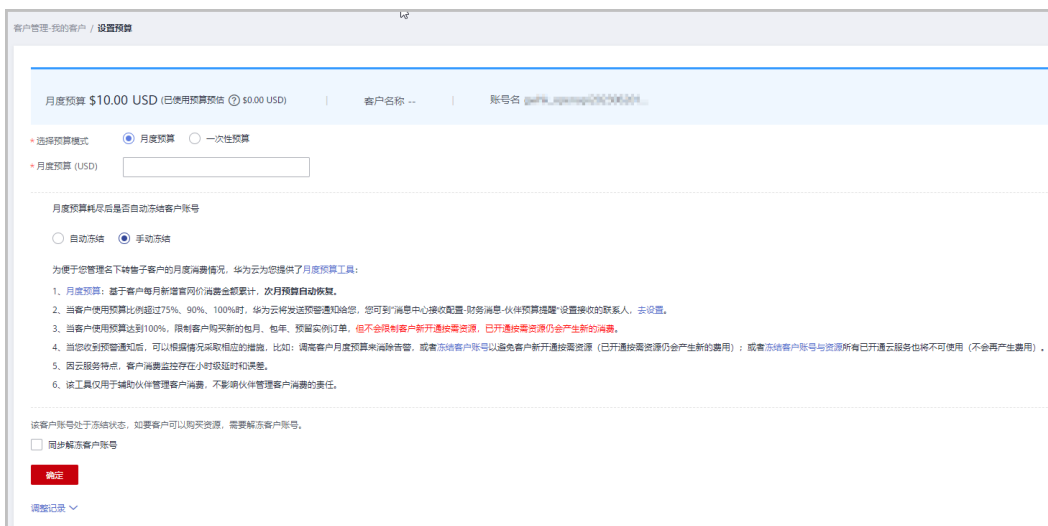 客户管理-我的客户 / 设置预算
月度预算 $10.00 USD (已使用预算预估 ? $0.00 USD) | 客户名称 -- | 账号名
* 选择预算模式 月度预算 一次性预算
* 月度预算 (USD)
月度预算耗尽后是否自动冻结客户账号
自动冻结 手动冻结
为便于您管理名下转售子客户的月度消费情况，华为云为您提供了月度预算工具：
1、月度预算：基于客户每月新增官网价消费金额累计，次月预算自动恢复。
2、当客户使用预算比例超过75%、90%、100%时，华为云将发送预警通知给您，您可到“消息中心接收配置-财务消息-伙伴预算提醒”设置接收的联系人，去设置。
3、当客户使用预算达到100%，限制客户购买新的包月、包年、预留实例订单，但不会限制客户新开通按需资源，已开通按需资源仍会产生新的消费。
4、当您收到预警通知后，可以根据情况采取相应的措施，比如：调高客户月度预算来消除告警，或者冻结客户账号以避免客户新开通按需资源（已开通按需资源仍会产生新的费用）；或者冻结客户账号与资源所有已开通云服务也将不可使用（不会再产生费用）。
5、因云服务特点，客户消费监控存在小时级延时和误差。
6、该工具仅用于辅助伙伴管理客户消费，不影响伙伴管理客户消费的责任。
该客户账号处于冻结状态，如要客户可以购买资源，需要解冻客户账号。
同步解冻客户账号
确定
调整记录